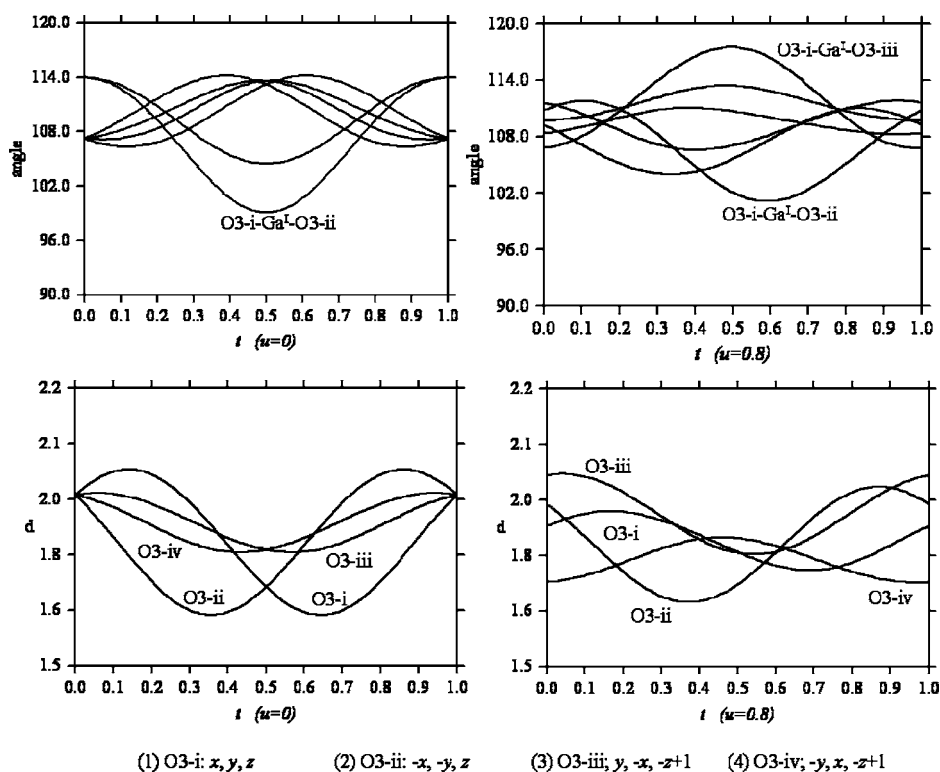 120.0 114.0 108.0 102.0 96.0 90.0
angle
O3-i-Ga^I-O3-ii
0.0 0.1 0.2 0.3 0.4 0.5 0.6 0.7 0.8 0.9 1.0
t (u=0)
120.0 114.0 108.0 102.0 96.0 90.0
angle
O3-i-Ga^I-O3-iii
O3-i-Ga^I-O3-ii
0.0 0.1 0.2 0.3 0.4 0.5 0.6 0.7 0.8 0.9 1.0
t (u=0.8)
2.2 2.1 2.0 1.8 1.6 1.5
d
O3-iv
O3-iii
O3-ii
O3-i
0.0 0.1 0.2 0.3 0.4 0.5 0.6 0.7 0.8 0.9 1.0
t (u=0)
2.2 2.1 2.0 1.8 1.6 1.5
d
O3-iii
O3-i
O3-ii
O3-iv
0.0 0.1 0.2 0.3 0.4 0.5 0.6 0.7 0.8 0.9 1.0
t (u=0.8)
(1) O3-i: x, y, z (2) O3-ii: -x, -y, z (3) O3-iii; y, -x, -z+1 (4) O3-iv; -y, x, -z+1